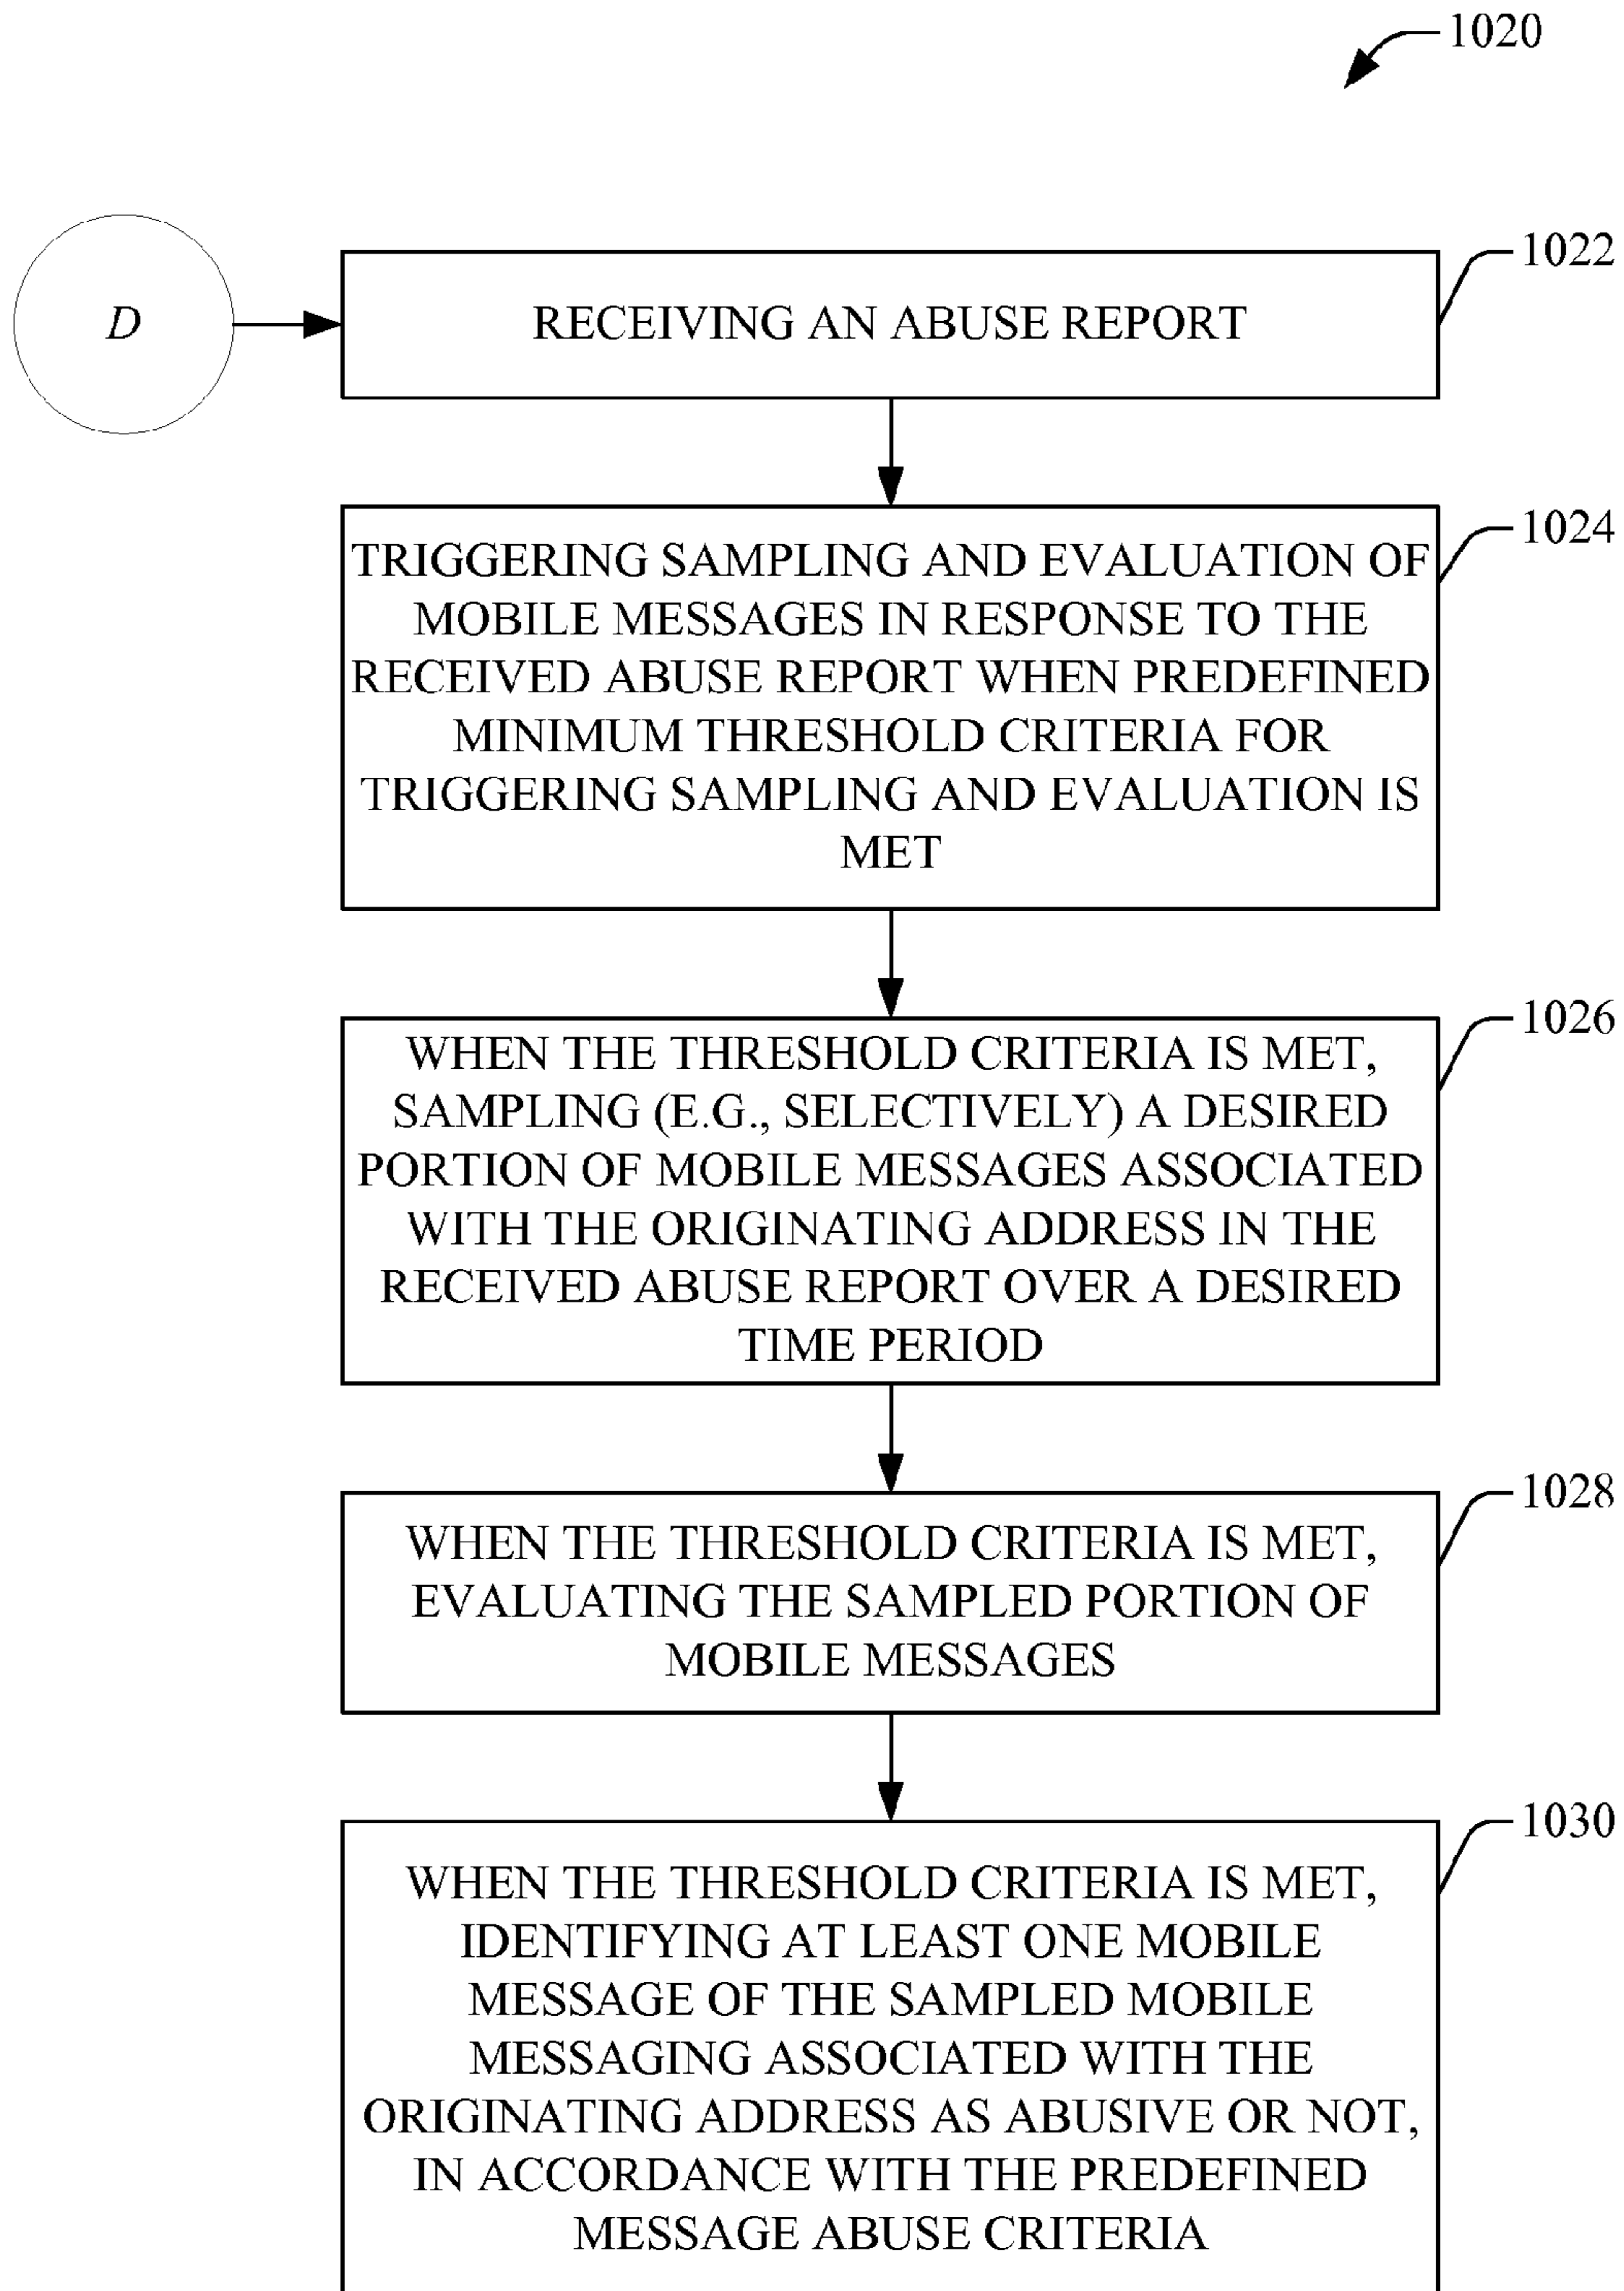 1020
1022
D
RECEIVING AN ABUSE REPORT
1024
TRIGGERING SAMPLING AND EVALUATION OF
MOBILE MESSAGES IN RESPONSE TO THE
RECEIVED ABUSE REPORT WHEN PREDEFINED
MINIMUM THRESHOLD CRITERIA FOR
TRIGGERING SAMPLING AND EVALUATION IS
MET
1026
WHEN THE THRESHOLD CRITERIA IS MET,
SAMPLING (E.G., SELECTIVELY) A DESIRED
PORTION OF MOBILE MESSAGES ASSOCIATED
WITH THE ORIGINATING ADDRESS IN THE
RECEIVED ABUSE REPORT OVER A DESIRED
TIME PERIOD
1028
WHEN THE THRESHOLD CRITERIA IS MET,
EVALUATING THE SAMPLED PORTION OF
MOBILE MESSAGES
1030
WHEN THE THRESHOLD CRITERIA IS MET,
IDENTIFYING AT LEAST ONE MOBILE
MESSAGE OF THE SAMPLED MOBILE
MESSAGING ASSOCIATED WITH THE
ORIGINATING ADDRESS AS ABUSIVE OR NOT,
IN ACCORDANCE WITH THE PREDEFINED
MESSAGE ABUSE CRITERIA